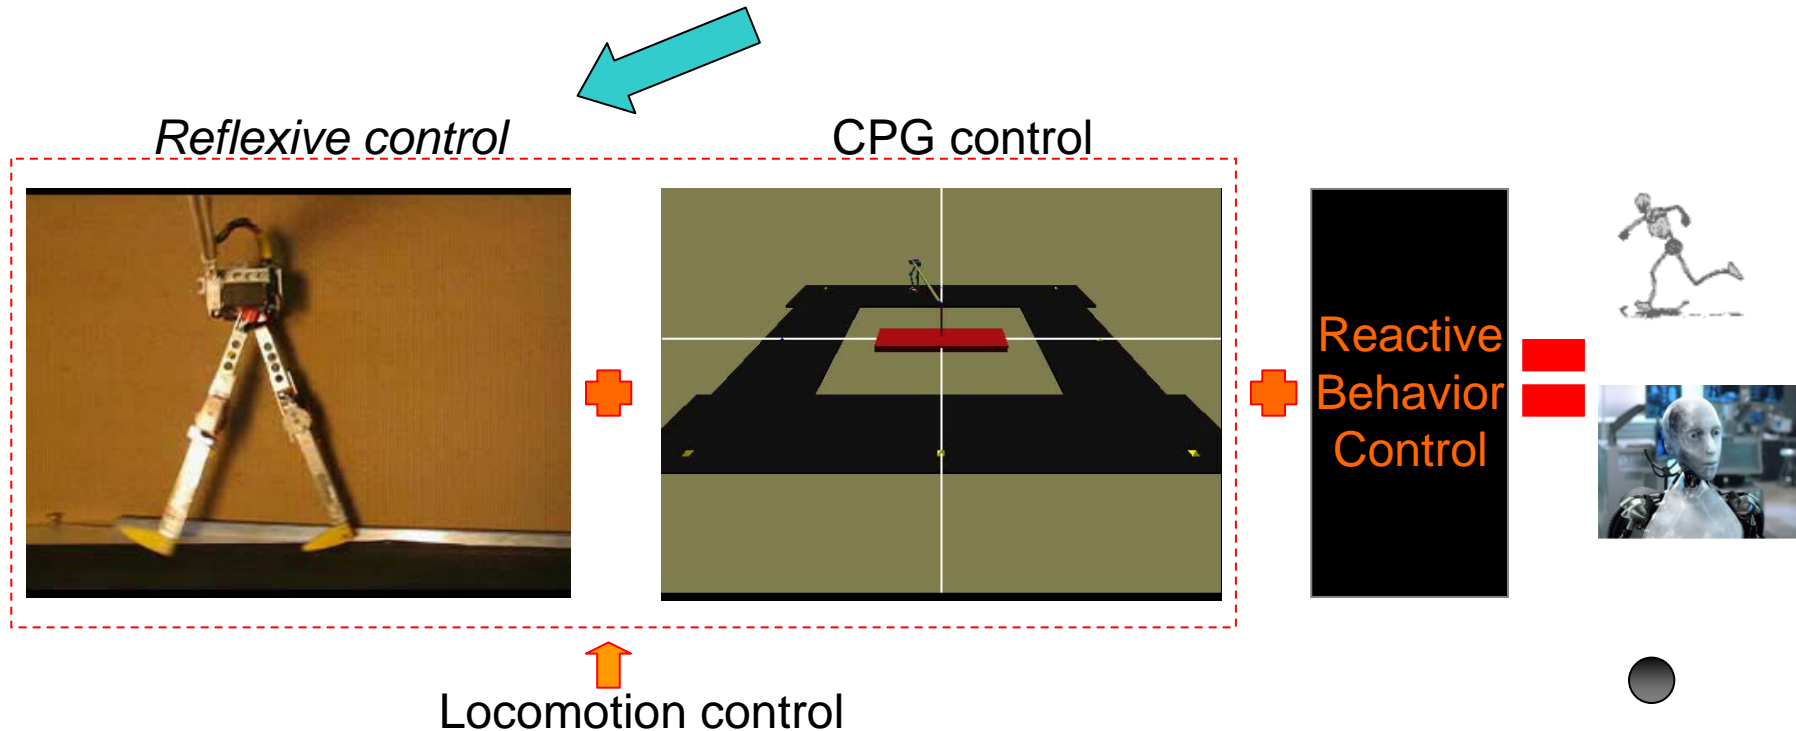 Reflexive control
CPG control
Reactive
Behavior
Control
Locomotion control